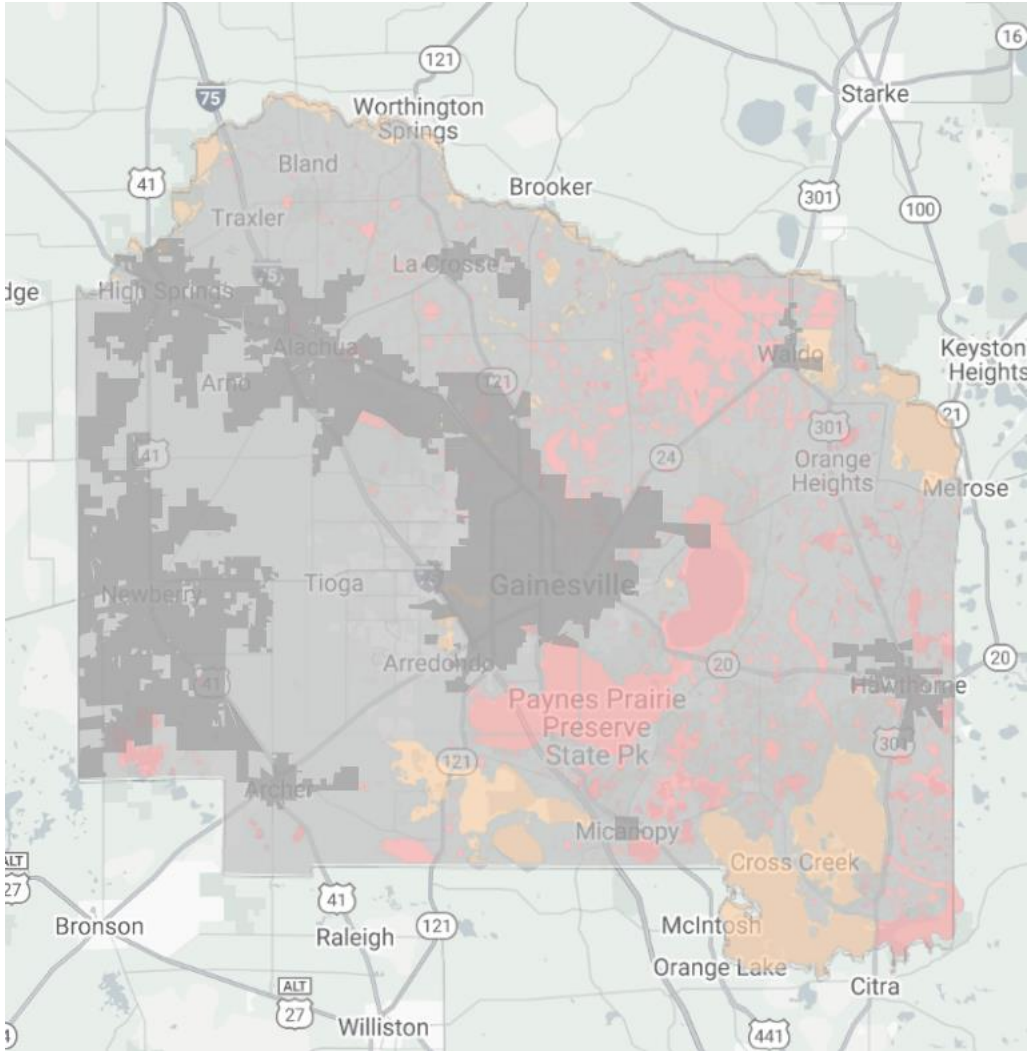 121
16
Starke
75
Worthington
Springs
Bland
41
Brooker
301
100
Traxler
La Crosse
75
High Springs
dge
Keyston
Heights
Alachua
Waldo
Arno
121
21
301
41
24
Orange
Heights
Melrose
Gainesville
Tioga
Newberry
20
20
Arredondo
Hawthorne
41
Paynes Prairie
Preserve
State Pk
301
121
Archer
Micanopy
Cross Creek
ALT
27
41
121
Bronson
McIntosh
Raleigh
Orange Lake
Citra
ALT
27
Williston
441
4